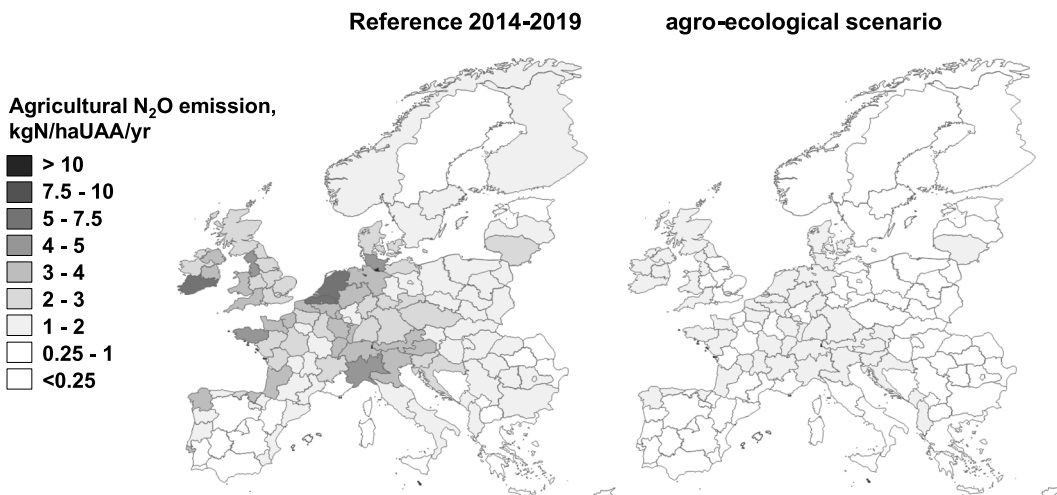 Reference 2014-2019
agro-ecological scenario
Agricultural N₂O emission,
kgN/haUAA/yr
> 10
7.5 - 10
5 - 7.5
4 - 5
3 - 4
2 - 3
1 - 2
0.25 - 1
<0.25